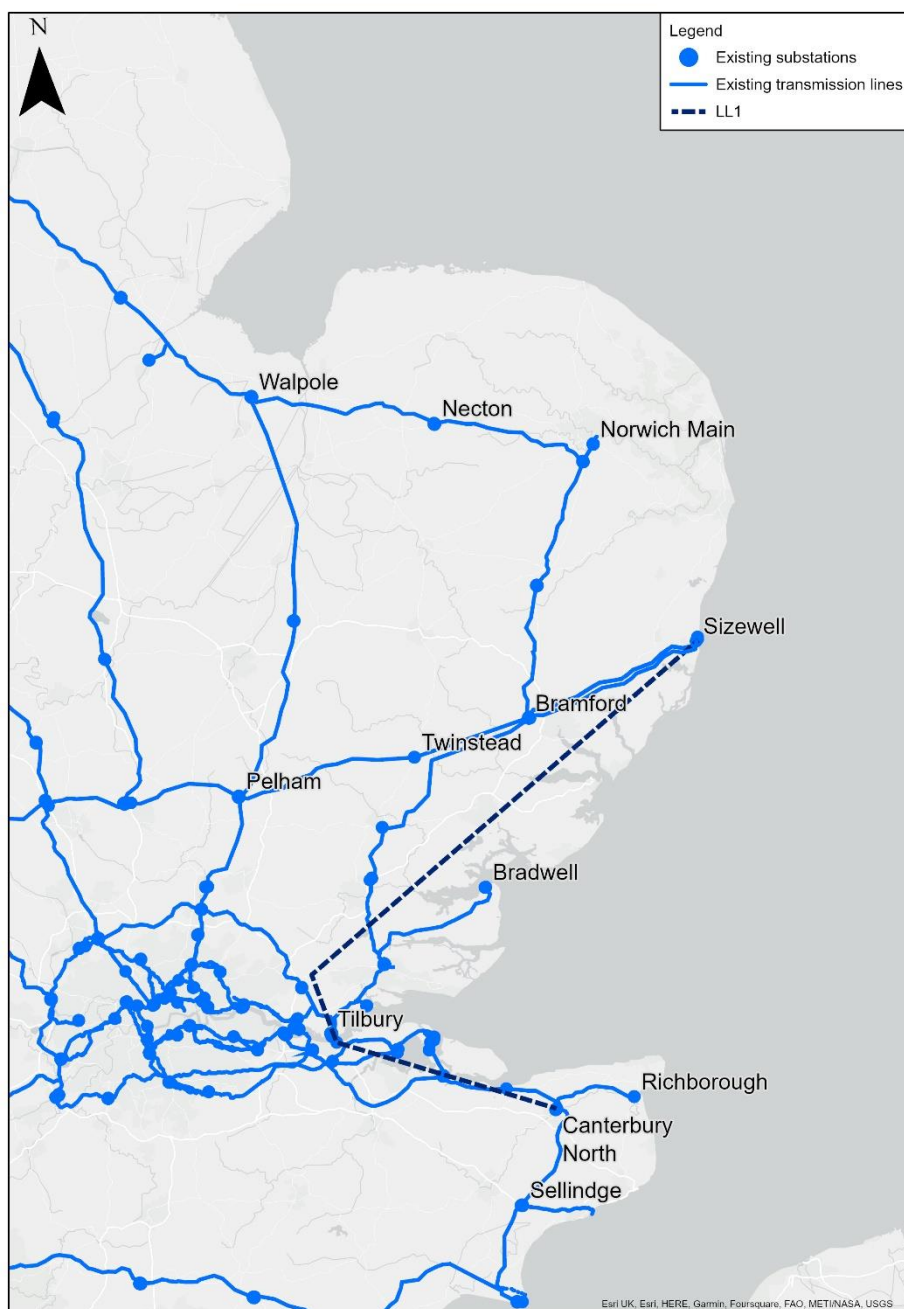 N
Legend
Existing substations
Existing transmission lines
LL1
Walpole
Necton
Norwich Main
Sizewell
Bramford
Twinstead
Pelham
Bradwell
Tilbury
Richborough
Canterbury
North
Sellindge
Esri UK, Esri, HERE, Garmin, Foursquare, FAO, METI/NASA, USGS